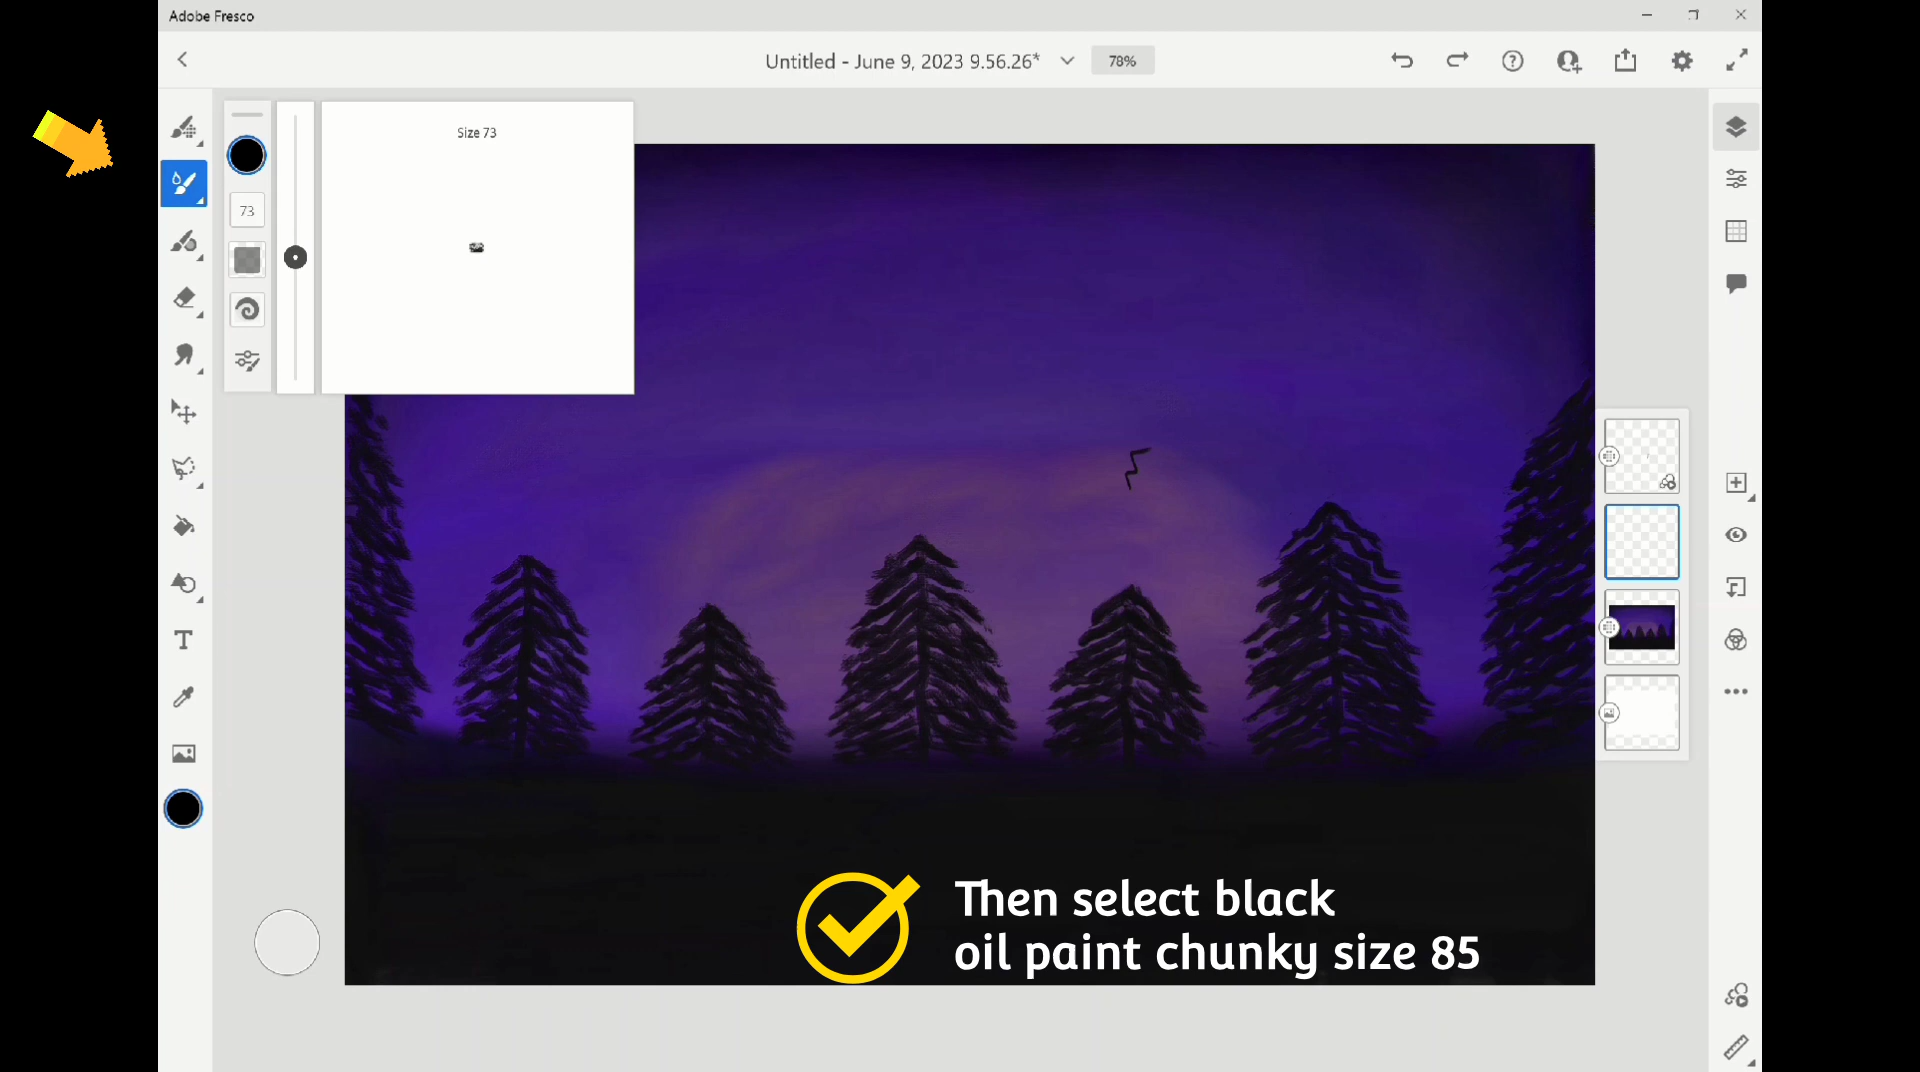 Adobe Fresco
Untitled - June 9, 2023 9.56.26*
78%
Size 73
73
T
Then select black
oil paint chunky size 85